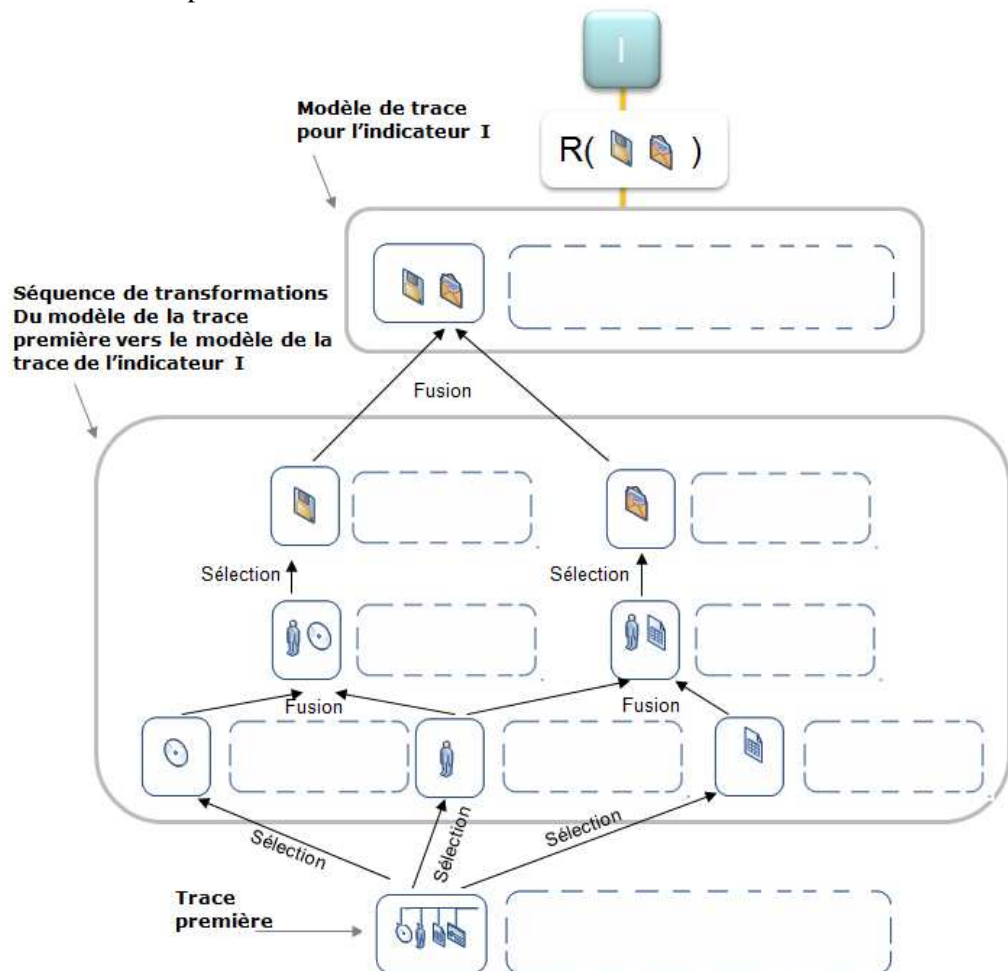 I
Modèle de trace
pour l'indicateur I
R( )
Séquence de transformations
Du modèle de la trace
première vers le modèle de la
trace de l'indicateur I
Fusion
Sélection
Sélection
Fusion
Fusion
Sélection
Sélection
Sélection
Trace
première